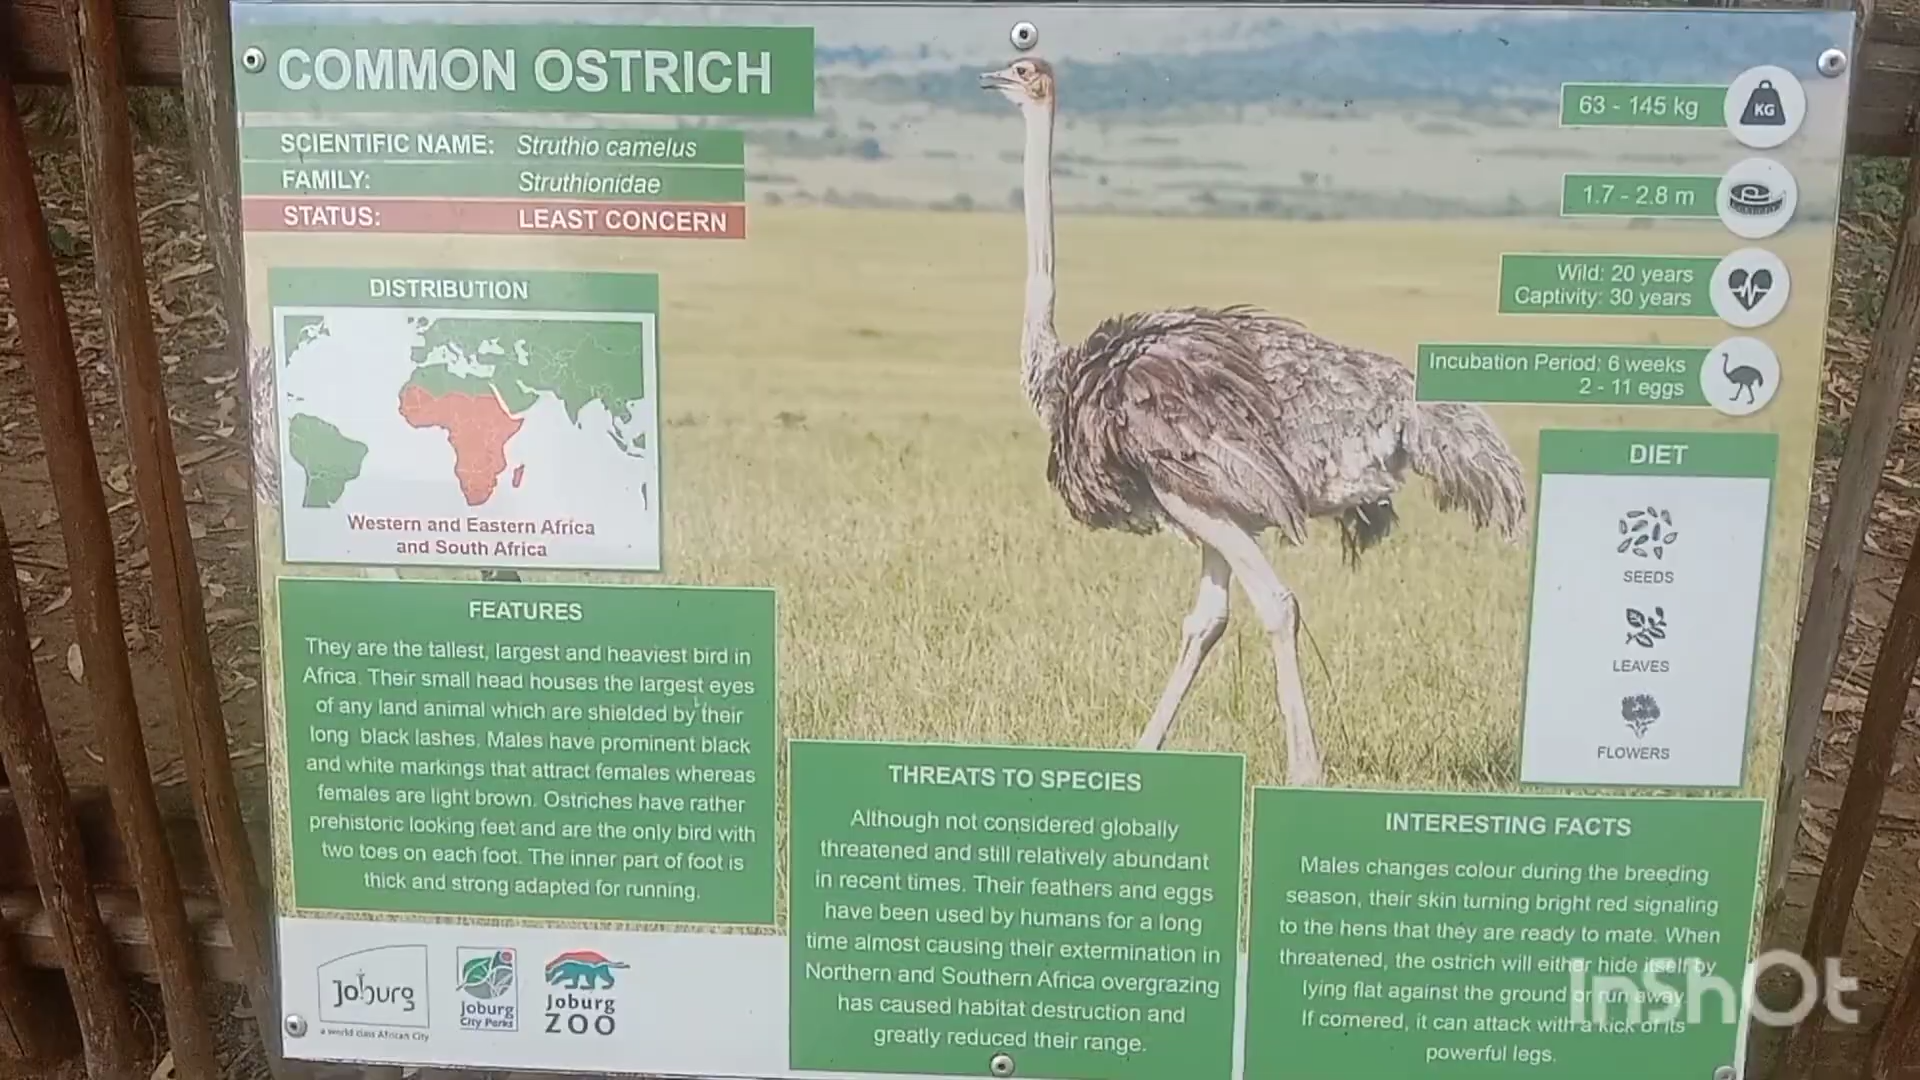 COMMON OSTRICH
SCIENTIFIC NAME: Struthio camelus
FAMILY: Struthionidae
STATUS: LEAST CONCERN
63 - 145 kg
KG
1.7 - 2.8 m
Wild: 20 years
Captivity: 30 years
Incubation Period: 6 weeks
2 - 11 eggs
DISTRIBUTION
Western and Eastern Africa
and South Africa
DIET
SEEDS
LEAVES
FLOWERS
FEATURES
They are the tallest, largest and heaviest bird in
Africa. Their small head houses the largest eyes
of any land animal which are shielded by their
long black lashes. Males have prominent black
and white markings that attract females whereas
females are light brown. Ostriches have rather
prehistoric looking feet and are the only bird with
two toes on each foot. The inner part of foot is
thick and strong adapted for running.
THREATS TO SPECIES
Although not considered globally
threatened and still relatively abundant
in recent times. Their feathers and eggs
have been used by humans for a long
time almost causing their extermination in
Northern and Southern Africa overgrazing
has caused habitat destruction and
greatly reduced their range.
INTERESTING FACTS
Males changes colour during the breeding
season, their skin turning bright red signaling
to the hens that they are ready to mate. When
threatened, the ostrich will either hide itself by
lying flat against the ground or run away.
If cornered, it can attack with a kick of its
powerful legs.
Joburg
a world class African City
Joburg
City Parks
Joburg
ZOO
InShOt